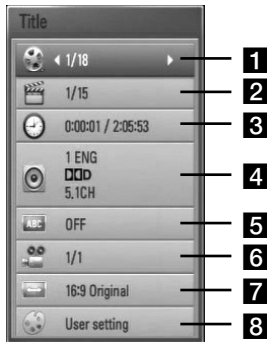 Title
1/18
1
1/15
2
0:00:01 / 2:05:53
3
1 ENG
DD D
5.1CH
4
ABC
OFF
5
1/1
6
16:9 Original
7
User setting
8